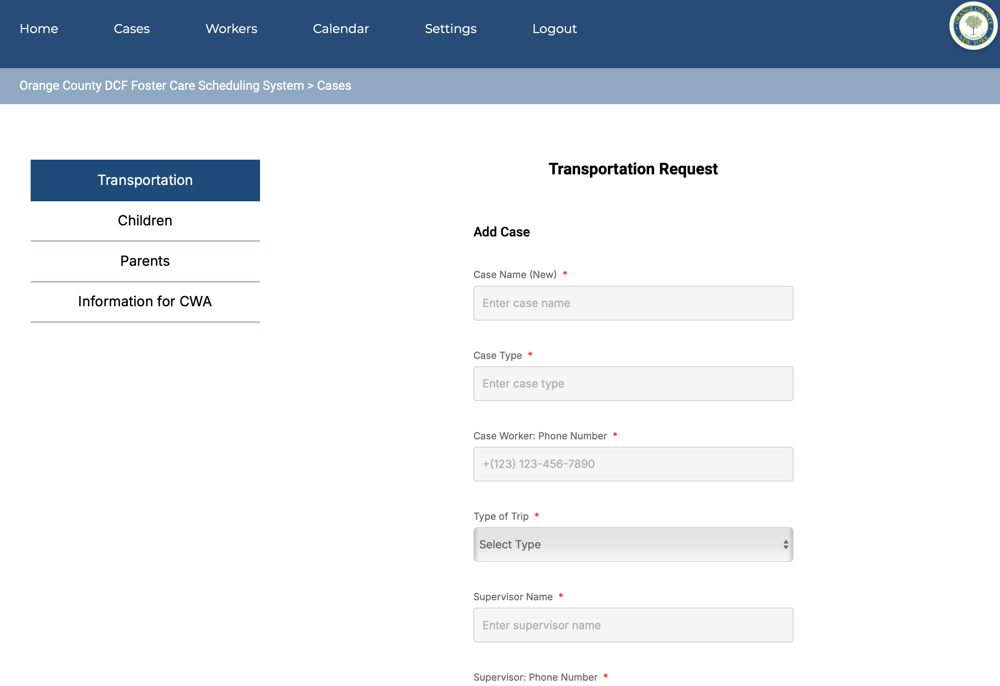 Home Cases Workers Calendar Settings Logout
ORANGE COUNTY
NEW YORK
Orange County DCF Foster Care Scheduling System > Cases
Transportation
Children
Parents
Information for CWA
Transportation Request
Add Case
Case Name (New) *
Enter case name
Case Type *
Enter case type
Case Worker: Phone Number *
+(123) 123-456-7890
Type of Trip *
Select Type
Supervisor Name *
Enter supervisor name
Supervisor: Phone Number *